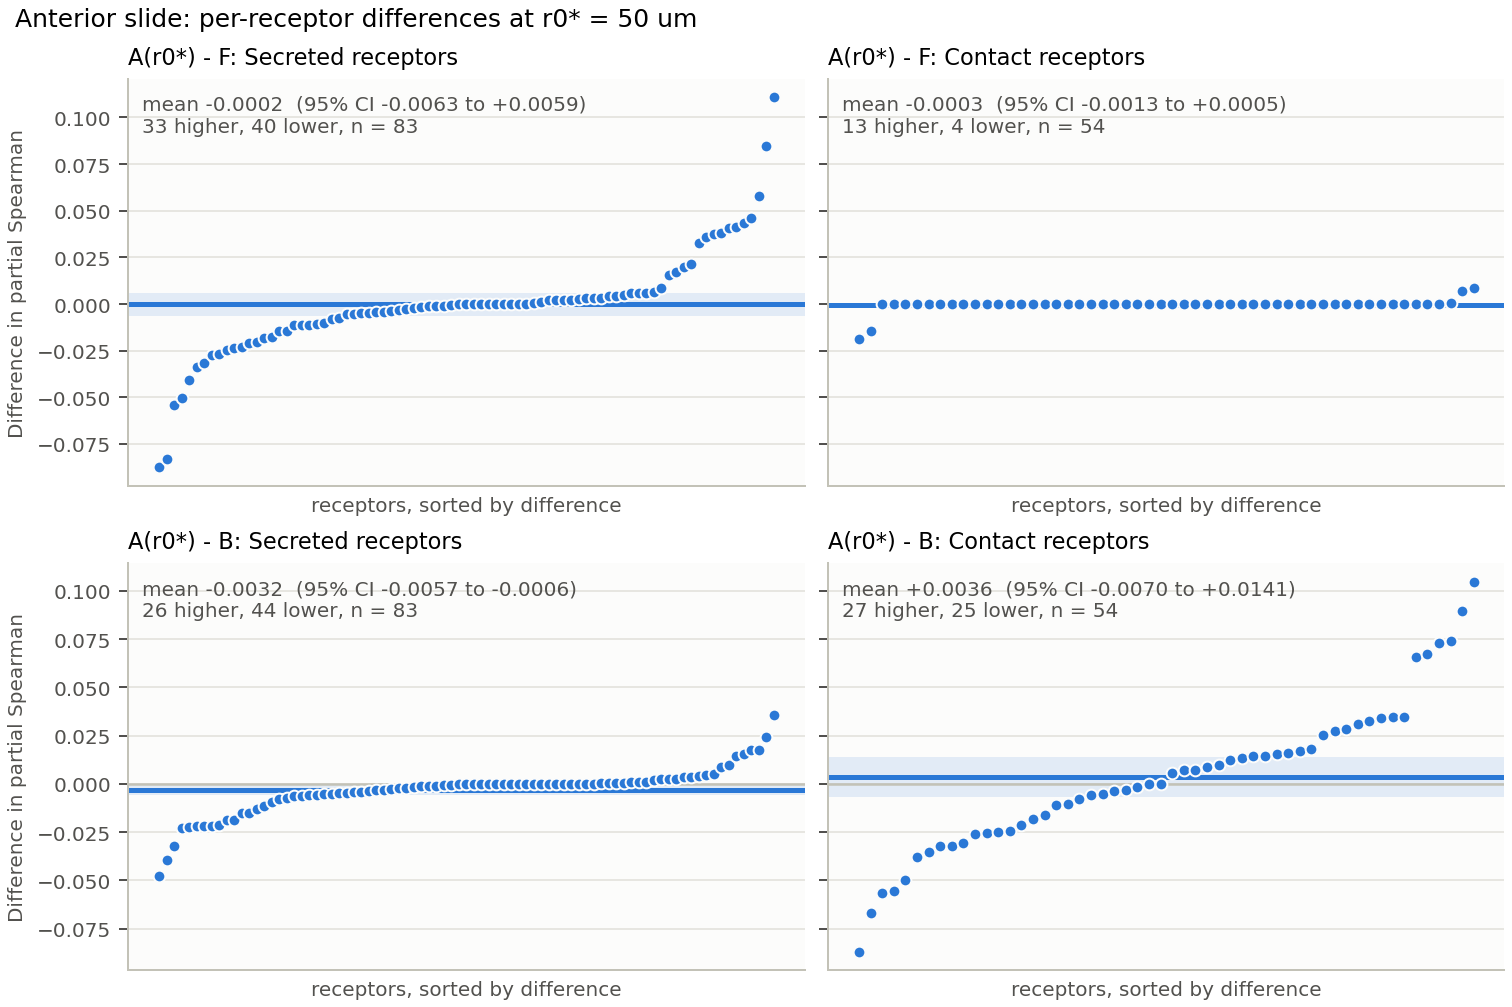 Anterior slide: per-receptor differences at r0* = 50 um
A(r0*) - F: Secreted receptors
mean -0.0002  (95% CI -0.0063 to +0.0059)
33 higher, 40 lower, n = 83
0.100
0.075
0.050
0.025
0.000
−0.025
−0.050
−0.075
Difference in partial Spearman
receptors, sorted by difference
A(r0*) - F: Contact receptors
mean -0.0003  (95% CI -0.0013 to +0.0005)
13 higher, 4 lower, n = 54
receptors, sorted by difference
A(r0*) - B: Secreted receptors
mean -0.0032  (95% CI -0.0057 to -0.0006)
26 higher, 44 lower, n = 83
0.100
0.075
0.050
0.025
0.000
−0.025
−0.050
−0.075
Difference in partial Spearman
receptors, sorted by difference
A(r0*) - B: Contact receptors
mean +0.0036  (95% CI -0.0070 to +0.0141)
27 higher, 25 lower, n = 54
receptors, sorted by difference